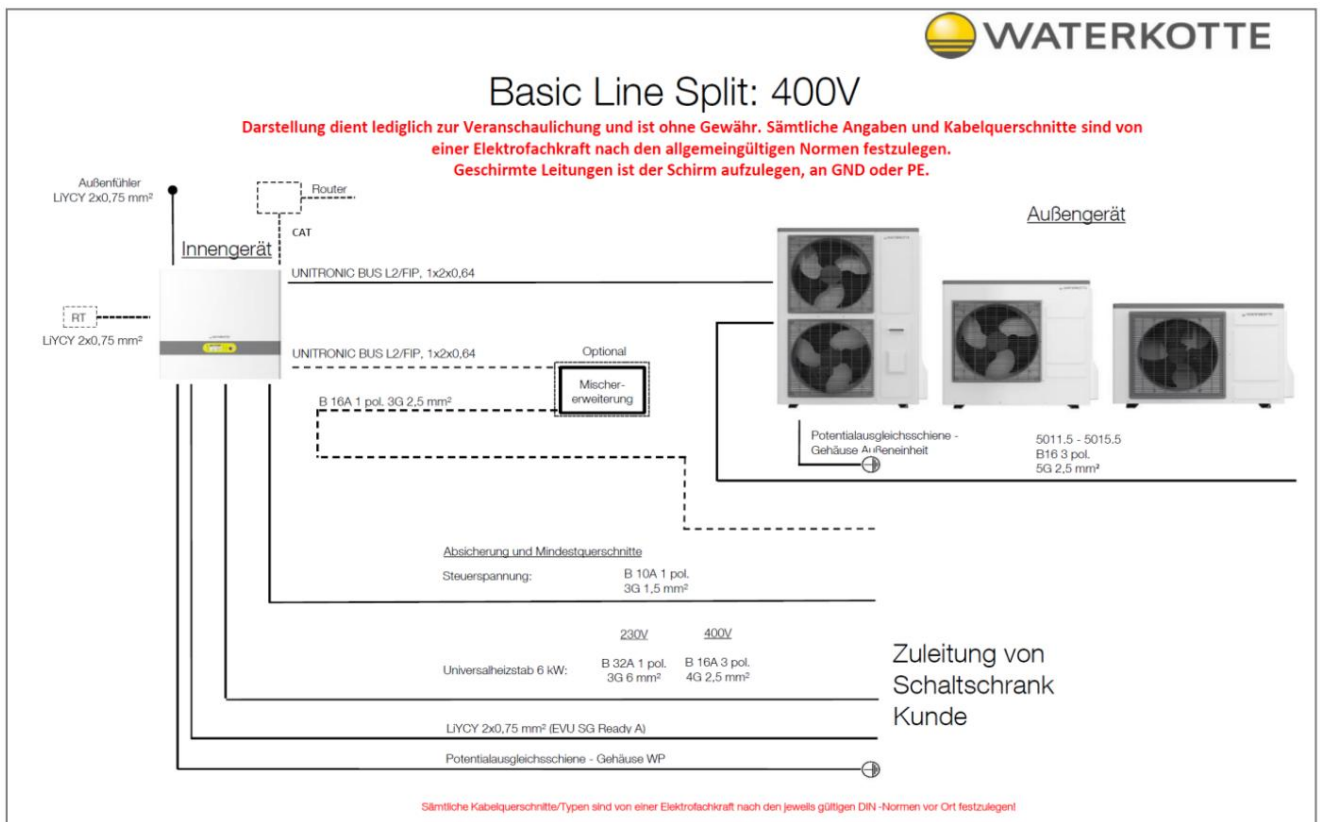 WATERKOTTE
Basic Line Split: 400V
Darstellung dient lediglich zur Veranschaulichung und ist ohne Gewähr. Sämtliche Angaben und Kabelquerschnitte sind von
einer Elektrofachkraft nach den allgemeingültigen Normen festzulegen.
Geschirmte Leitungen ist der Schirm aufzulegen, an GND oder PE.
Außenfühler
LiYCY 2x0,75 mm²
Router
CAT
Innengerät
Außengerät
UNITRONIC BUS L2/FIP, 1x2x0,64
RT
LiYCY 2x0,75 mm²
UNITRONIC BUS L2/FIP, 1x2x0,64
Optional
Mischer-
erweiterung
B 16A 1 pol. 3G 2,5 mm²
Potentialausgleichsschiene -
Gehäuse Außeneinheit
5011.5 - 5015.5
B16 3 pol.
5G 2,5 mm²
Absicherung und Mindestquerschnitte
Steuerspannung:
B 10A 1 pol.
3G 1,5 mm²
230V
400V
Universalheizstab 6 kW:
B 32A 1 pol.
3G 6 mm²
B 16A 3 pol.
4G 2,5 mm²
Zuleitung von
Schaltschrank
Kunde
LiYCY 2x0,75 mm² (EVU SG Ready A)
Potentialausgleichsschiene - Gehäuse WP
Sämtliche Kabelquerschnitte/Typen sind von einer Elektrofachkraft nach den jeweils gültigen DIN -Normen vor Ort festzulegen!